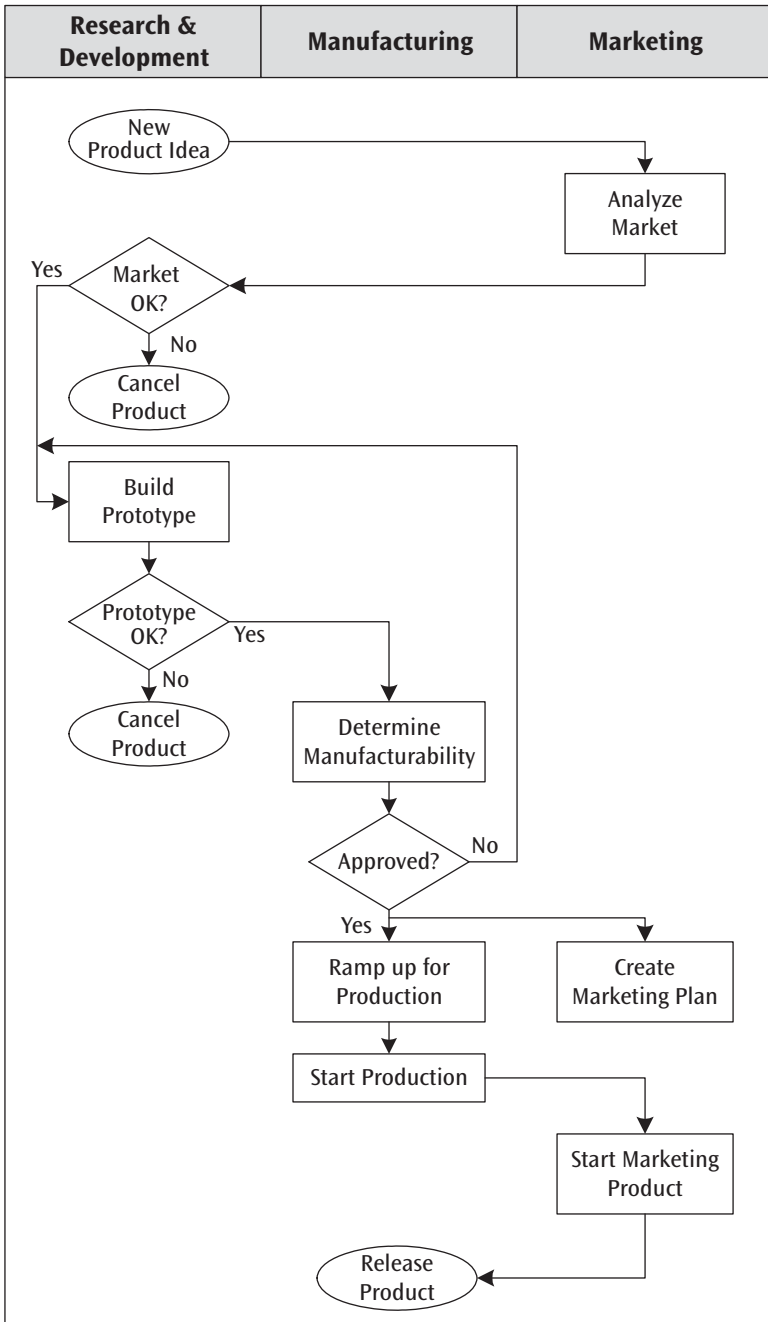 Research &
Development
Manufacturing
Marketing
New
Product Idea
Analyze
Market
Yes
Market
OK?
No
Cancel
Product
Build
Prototype
Prototype
OK?
Yes
No
Cancel
Product
Determine
Manufacturability
Approved?
No
Yes
Ramp up for
Production
Create
Marketing Plan
Start Production
Start Marketing
Product
Release
Product